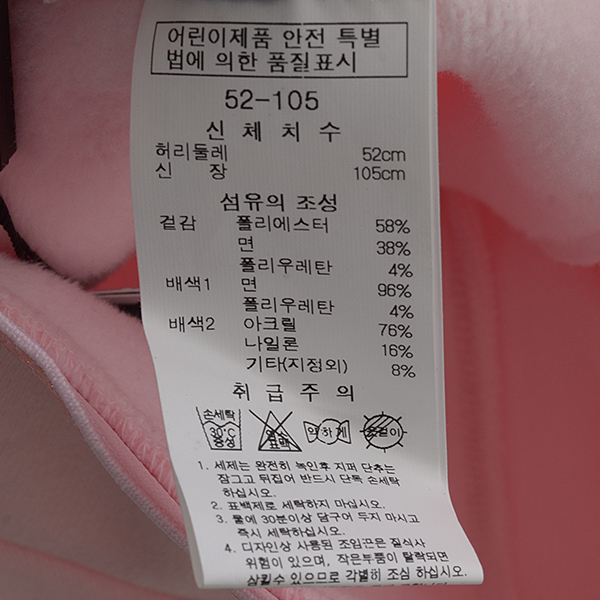 어린이제품 안전 특별
법에 의한 품질표시
52-105
신 체 치 수
허리둘레 52cm
신 장 105cm
섬유의 조성
겉감 폴리에스터 58%
면 38%
폴리우레탄 4%
배색1 면 96%
폴리우레탄 4%
배색2 아크릴 76%
나일론 16%
기타(지정외) 8%
취 급 주 의
손세탁
30℃
중성
염소
표백
약하게
옷걸이
1. 세제는 완전히 녹인후 지퍼 단추는
잠그고 뒤집어 반드시 단독 손세탁
하십시오.
2. 표백제로 세탁하지 마십시오.
3. 물에 30분이상 담구어 두지 마시고
즉시 세탁하십시오.
4. 디자인상 사용된 조임끈은 질식사
위험이 있으며, 작은부품이 탈락되면
삼킬수 있으므로 각별히 조심 하십시